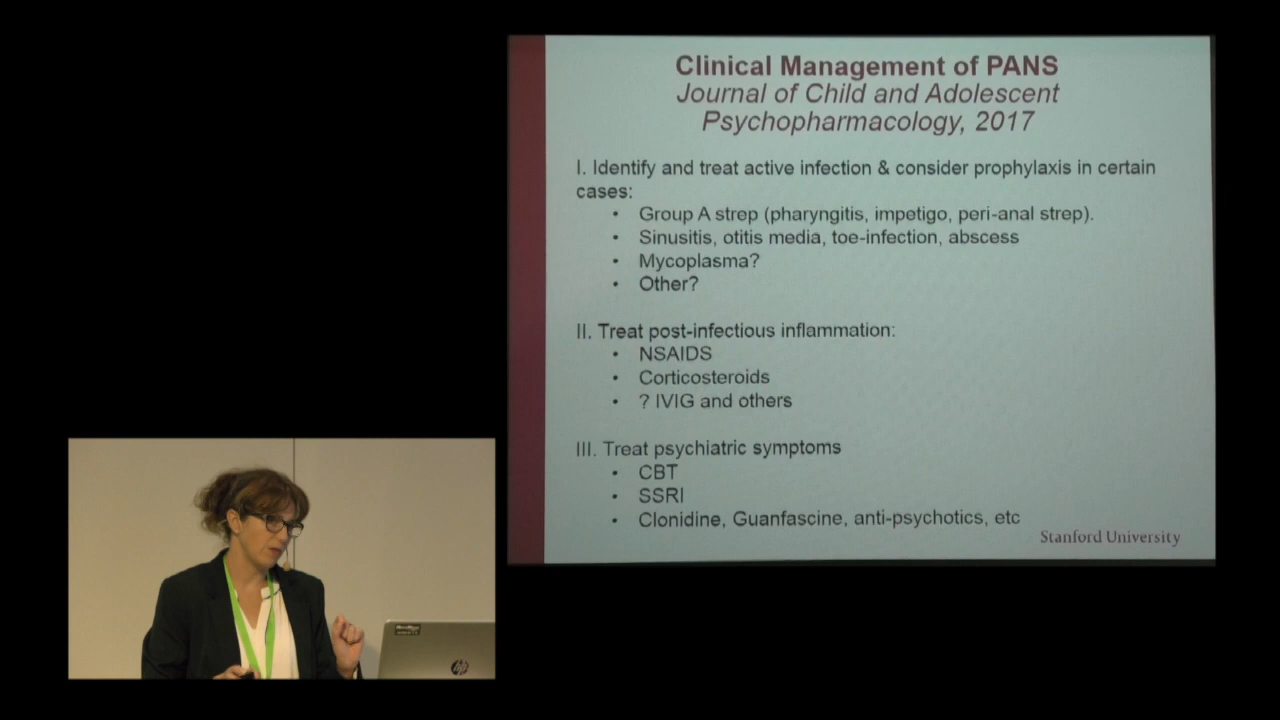 Clinical Management of PANS
Journal of Child and Adolescent
Psychopharmacology, 2017
I. Identify and treat active infection & consider prophylaxis in certain
cases:
• Group A strep (pharyngitis, impetigo, peri-anal strep).
• Sinusitis, otitis media, toe-infection, abscess
• Mycoplasma?
• Other?
II. Treat post-infectious inflammation:
• NSAIDS
• Corticosteroids
• ? IVIG and others
III. Treat psychiatric symptoms
• CBT
• SSRI
• Clonidine, Guanfascine, anti-psychotics, etc
Stanford University
hp